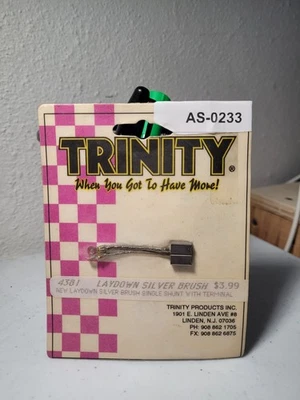 AS-0233
TRINITY®
When You Got To Have More!
4381 LAYDOWN SILVER BRUSH $3.99
NEW LAYDOWN SILVER BRUSH SINGLE SHUNT WITH TERMINAL
TRINITY PRODUCTS INC.
1901 E. LINDEN AVE #8
LINDEN, N.J. 07036
PH: 908 862 1705
FX: 908 862 6875